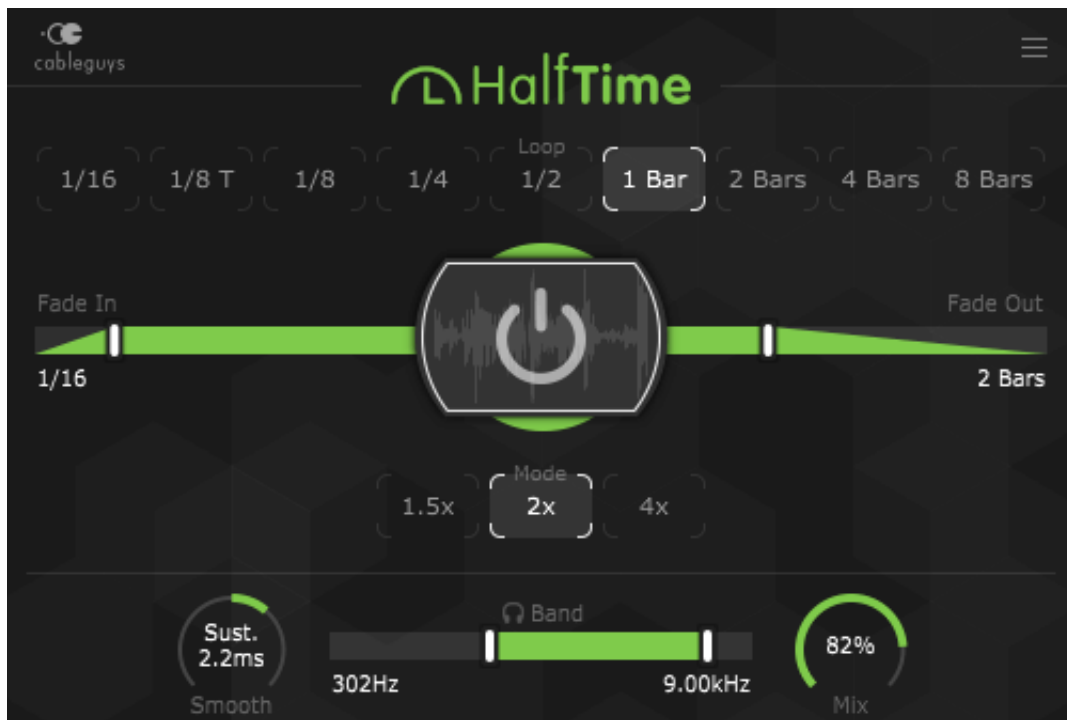 cableguys
HalfTime
Loop
1/16 1/8 T 1/8 1/4 1/2 1 Bar 2 Bars 4 Bars 8 Bars
Fade In Fade Out
1/16 2 Bars
Mode
1.5x 2x 4x
Band
Sust.
2.2ms
82%
302Hz 9.00kHz
Smooth Mix